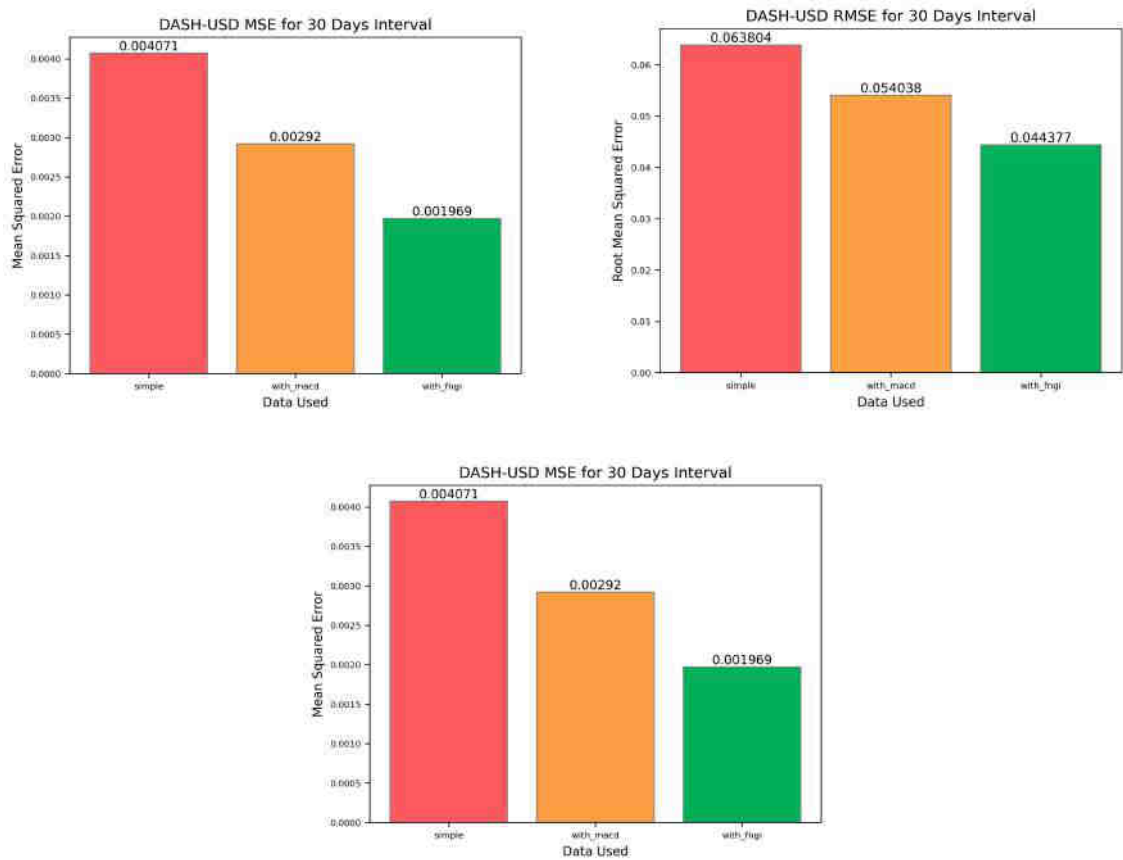 DASH-USD MSE for 30 Days Interval
0.004071
0.00292
0.001969
0.0040
0.0035
0.0030
0.0025
0.0020
0.0015
0.0010
0.0005
0.0000
Mean Squared Error
simple with_macd with_fngi
Data Used
DASH-USD RMSE for 30 Days Interval
0.063804
0.054038
0.044377
0.06
0.05
0.04
0.03
0.02
0.01
0.00
Root Mean Squared Error
simple with_macd with_fngi
Data Used
DASH-USD MSE for 30 Days Interval
0.004071
0.00292
0.001969
0.0040
0.0035
0.0030
0.0025
0.0020
0.0015
0.0010
0.0005
0.0000
Mean Squared Error
simple with_macd with_fngi
Data Used